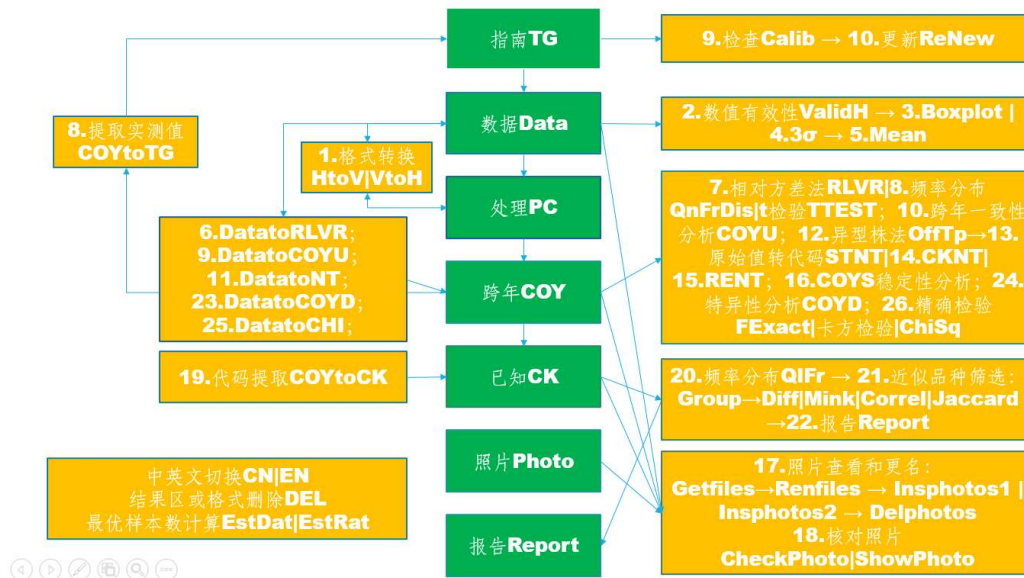 指南TG
9.检查Calib → 10.更新ReNew
数据Data
2.数值有效性ValidH → 3.Boxplot |
4.3σ → 5.Mean
8.提取实测值
COYtoTG
1.格式转换
HtoV|VtoH
处理PC
7.相对方差法RLVR|8.频率分布
QnFrDis|t检验TTEST；10.跨年一致性
分析COYU；12.异型株法OffTp→13.
原始值转代码STNT|14.CKNT|
15.RENT；16.COYS稳定性分析；24.
特异性分析COYD；26.精确检验
FExact|卡方检验|ChiSq
6.DatatoRLVR；
9.DatatoCOYU；
11.DatatoNT；
23.DatatoCOYD；
25.DatatoCHI；
跨年COY
19.代码提取COYtoCK
已知CK
20.频率分布QlFr → 21.近似品种筛选：
Group→Diff|Mink|Correl|Jaccard
→22.报告Report
照片Photo
中英文切换CN|EN
结果区或格式删除DEL
最优样本数计算EstDat|EstRat
17.照片查看和更名：
Getfiles→Renfiles → Insphotos1 |
Insphotos2 → Delphotos
18.核对照片
CheckPhoto|ShowPhoto
报告Report